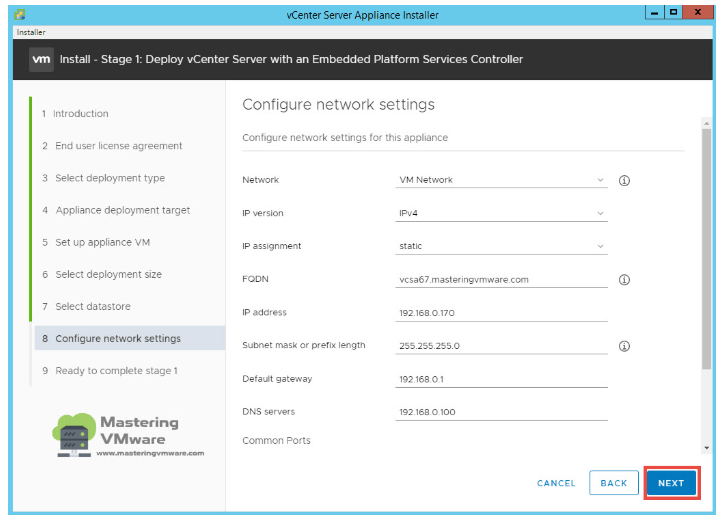 vCenter Server Appliance Installer
Installer
vm Install - Stage 1: Deploy vCenter Server with an Embedded Platform Services Controller
1 Introduction
2 End user license agreement
3 Select deployment type
4 Appliance deployment target
5 Set up appliance VM
6 Select deployment size
7 Select datastore
8 Configure network settings
9 Ready to complete stage 1
Mastering
VMware
www.masteringvmware.com
Configure network settings
Configure network settings for this appliance
Network VM Network
IP version IPv4
IP assignment static
FQDN vcsa67.masteringvmware.com
IP address 192.168.0.170
Subnet mask or prefix length 255.255.255.0
Default gateway 192.168.0.1
DNS servers 192.168.0.100
Common Ports
CANCEL BACK NEXT